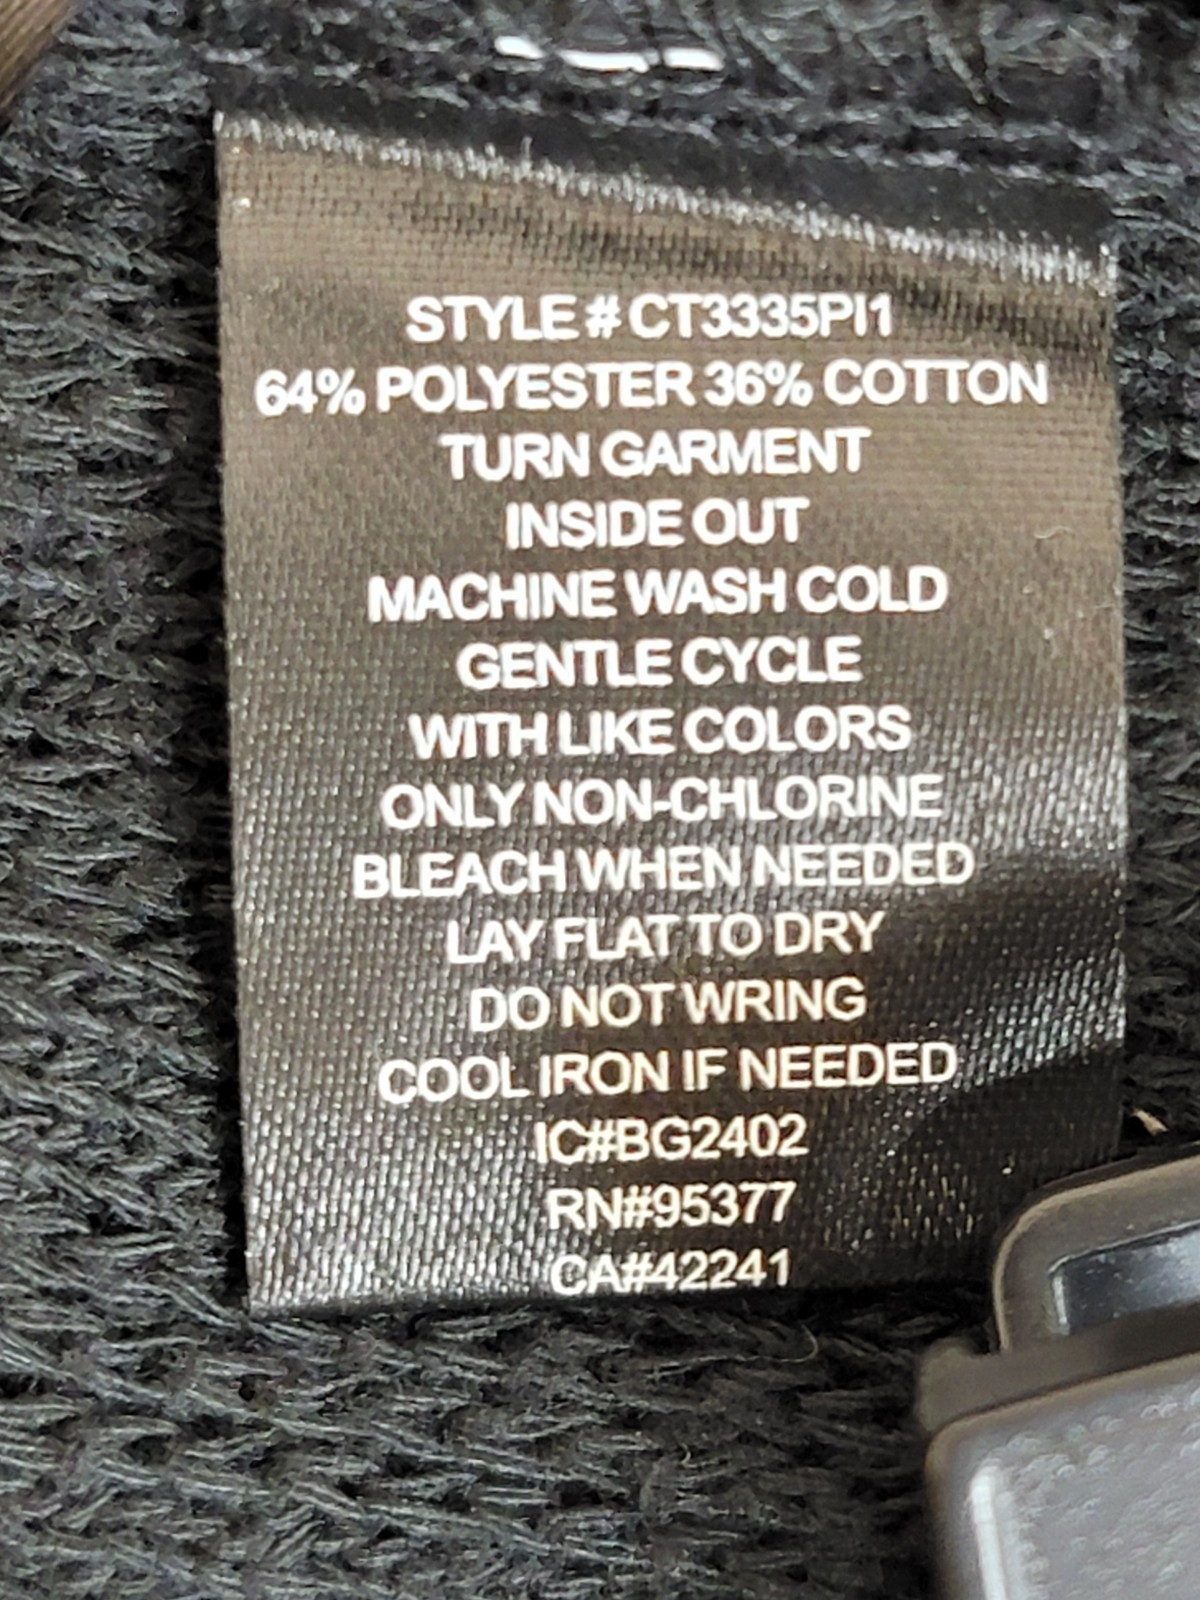 STYLE # CT3335PI1
64% POLYESTER 36% COTTON
TURN GARMENT
INSIDE OUT
MACHINE WASH COLD
GENTLE CYCLE
WITH LIKE COLORS
ONLY NON-CHLORINE
BLEACH WHEN NEEDED
LAY FLAT TO DRY
DO NOT WRING
COOL IRON IF NEEDED
IC#BG2402
RN#95377
CA#42241